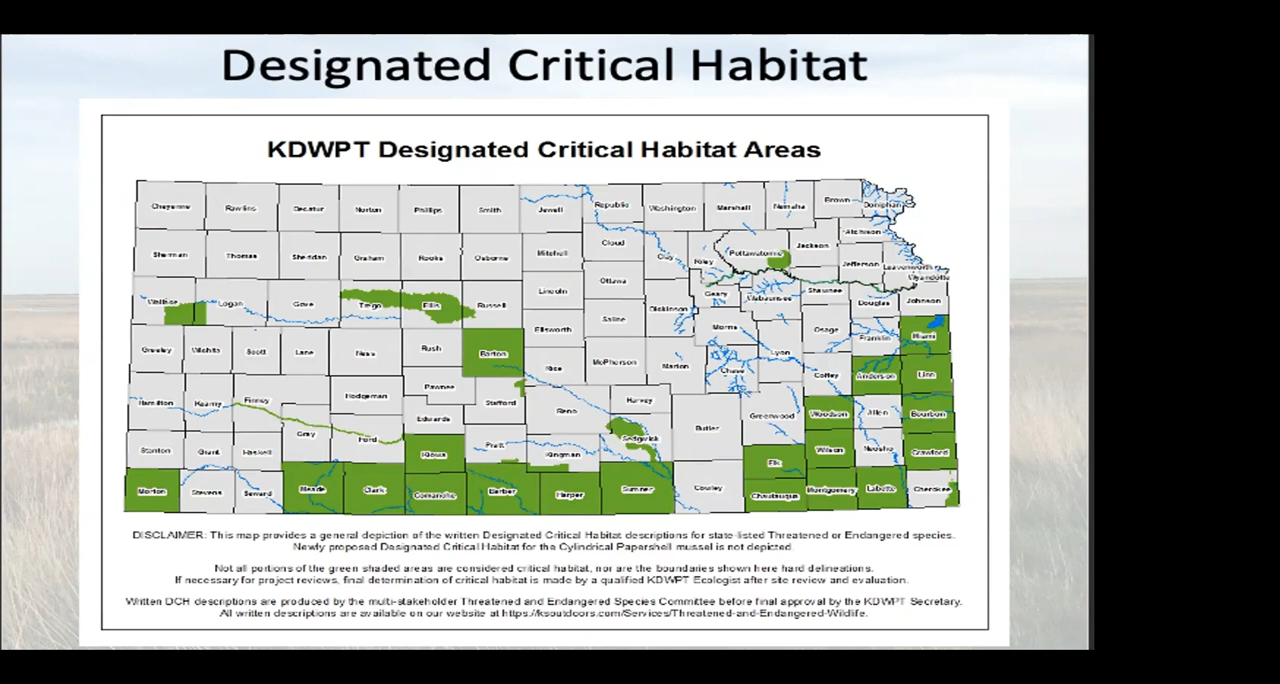 Designated Critical Habitat
KDWPT Designated Critical Habitat Areas
Cheyenne Rawlins Decatur Norton Phillips Smith Jewell Republic Washington Marshall Nemaha Brown Doniphan
Sherman Thomas Sheridan Graham Rooks Osborne Mitchell Cloud Clay Riley Pottawatomie Jackson Atchison
Jefferson Leavenworth Wyandotte
Wallace Logan Gove Trego Ellis Russell Lincoln Ottawa Dickinson Geary Wabaunsee Shawnee Douglas Johnson
Greeley Wichita Scott Lane Ness Rush Barton Ellsworth Saline Morris Osage Franklin Miami
Rice McPherson Marion Chase Lyon Coffey Anderson Linn
Hamilton Kearny Finney Hodgeman Pawnee Stafford Reno Harvey Butler Greenwood Woodson Allen Bourbon
Gray Ford Edwards Sedgwick
Stanton Grant Haskell Kiowa Pratt Kingman Elk Wilson Neosho Crawford
Morton Stevens Seward Meade Clark Comanche Barber Harper Sumner Cowley Chautauqua Montgomery Labette Cherokee
DISCLAIMER: This map provides a general depiction of the written Designated Critical Habitat descriptions for state-listed Threatened or Endangered species.
Newly proposed Designated Critical Habitat for the Cylindrical Papershell mussel is not depicted.
Not all portions of the green shaded areas are considered critical habitat, nor are the boundaries shown here hard delineations.
If necessary for project reviews, final determination of critical habitat is made by a qualified KDWPT Ecologist after site review and evaluation.
Written DCH descriptions are produced by the multi-stakeholder Threatened and Endangered Species Committee before final approval by the KDWPT Secretary.
All written descriptions are available on our website at https://ksoutdoors.com/Services/Threatened-and-Endangered-Wildlife.